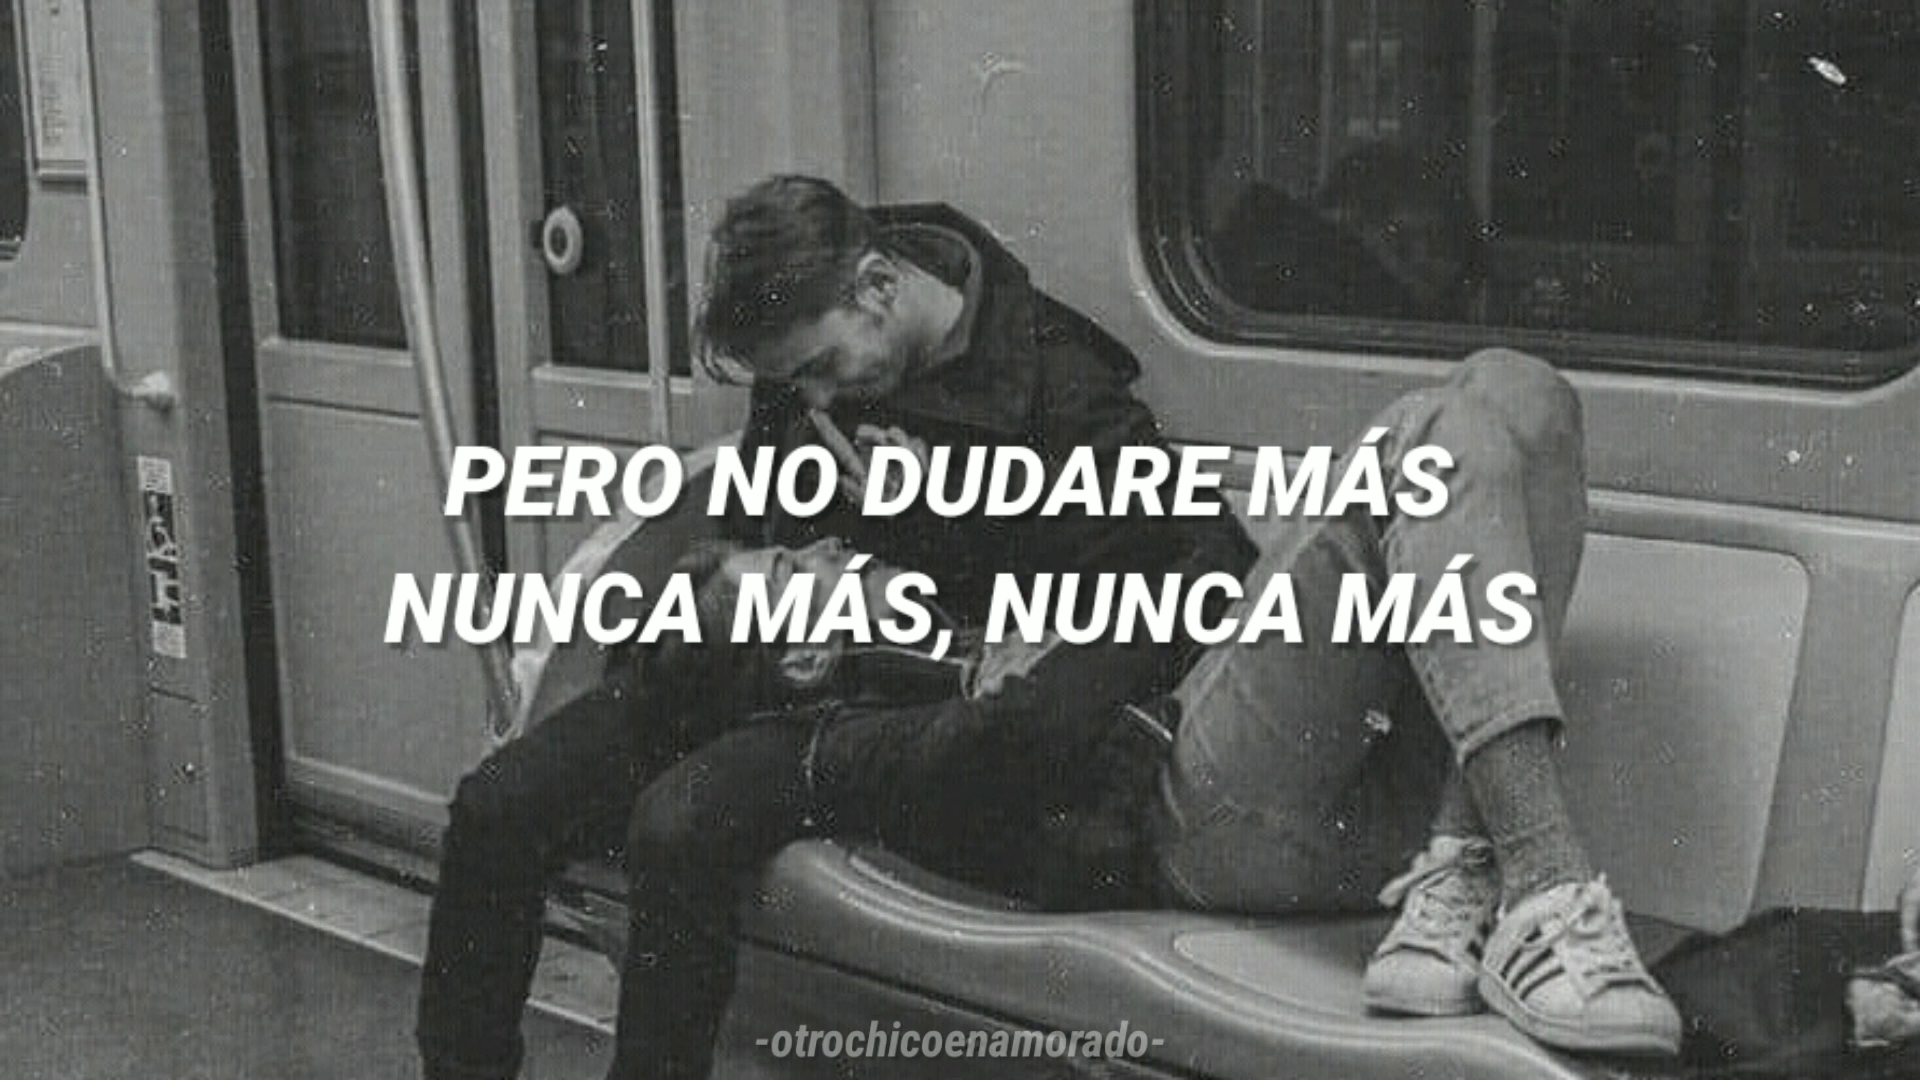 PERO NO DUDARE MÁS
NUNCA MÁS, NUNCA MÁS
-otrochicoenamorado-